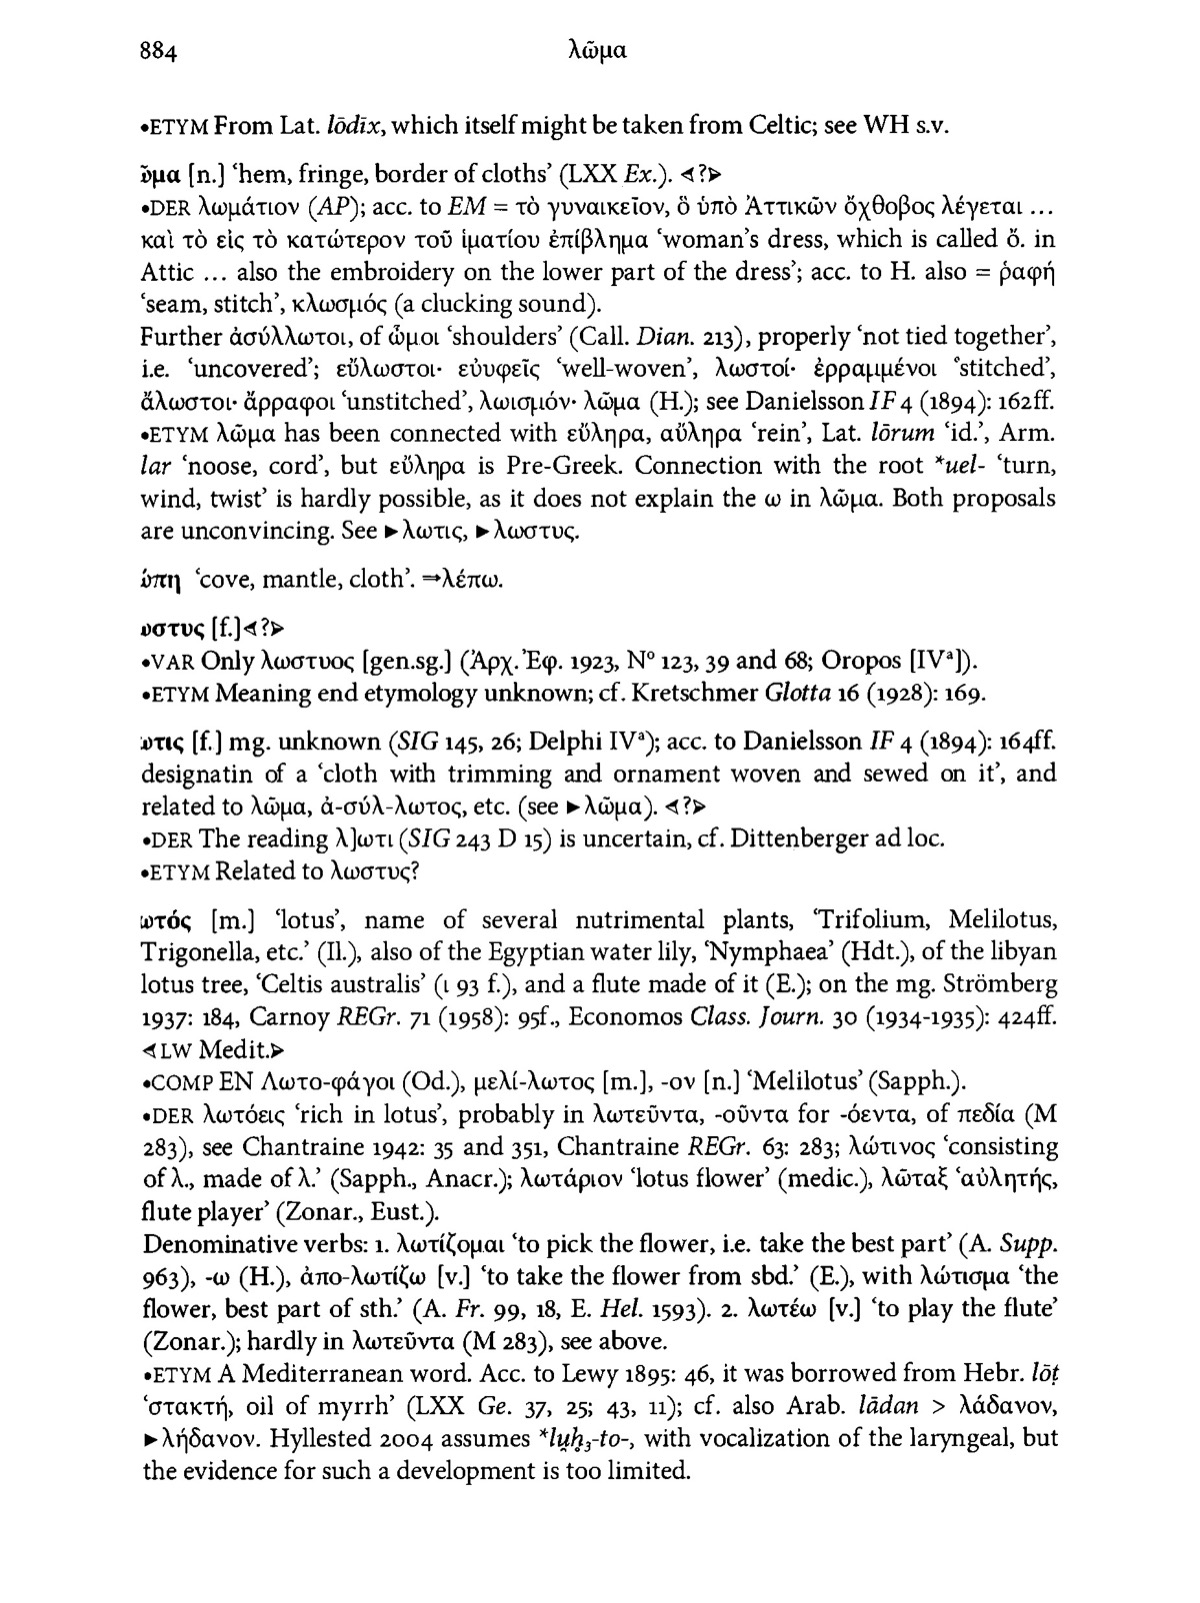 884 λῶμα
•ETYM From Lat. lōdīx, which itself might be taken from Celtic; see WH s.v.
ῶμα [n.] ‘hem, fringe, border of cloths’ (LXX Ex.). ⊲?⊳
•DER λωμάτιον (AP); acc. to EM = τὸ γυναικεῖον, ὃ ὑπὸ Ἀττικῶν ὄχθοβος λέγεται ...
καὶ τὸ εἰς τὸ κατώτερον τοῦ ἱματίου ἐπίβλημα ‘woman’s dress, which is called ὄ. in
Attic ... also the embroidery on the lower part of the dress’; acc. to H. also = ῥαφή
‘seam, stitch’, κλωσμός (a clucking sound).
Further ἀσύλλωτοι, of ὦμοι ‘shoulders’ (Call. Dian. 213), properly ‘not tied together’,
i.e. ‘uncovered’; εὔλωστοι· εὐυφεῖς ‘well-woven’, λωστοί· ἐρραμμένοι ‘stitched’,
ἄλωστοι· ἄρραφοι ‘unstitched’, λωισμόν· λῶμα (H.); see Danielsson IF 4 (1894): 162ff.
•ETYM λῶμα has been connected with εὔληρα, αὔληρα ‘rein’, Lat. lōrum ‘id.’, Arm.
lar ‘noose, cord’, but εὔληρα is Pre-Greek. Connection with the root *uel- ‘turn,
wind, twist’ is hardly possible, as it does not explain the ω in λῶμα. Both proposals
are unconvincing. See ►λωτις, ►λωστυς.
ώπη ‘cove, mantle, cloth’. ⇒λέπω.
ωστυς [f.]⊲?⊳
•VAR Only λωστυος [gen.sg.] (Ἀρχ. Ἐφ. 1923, Nº 123, 39 and 68; Oropos [IVª]).
•ETYM Meaning end etymology unknown; cf. Kretschmer Glotta 16 (1928): 169.
ωτις [f.] mg. unknown (SIG 145, 26; Delphi IVª); acc. to Danielsson IF 4 (1894): 164ff.
designatin of a ‘cloth with trimming and ornament woven and sewed on it’, and
related to λῶμα, ἀ-σύλ-λωτος, etc. (see ►λῶμα). ⊲?⊳
•DER The reading λ]ωτι (SIG 243 D 15) is uncertain, cf. Dittenberger ad loc.
•ETYM Related to λωστυς?
ωτός [m.] ‘lotus’, name of several nutrimental plants, ‘Trifolium, Melilotus,
Trigonella, etc.’ (Il.), also of the Egyptian water lily, ‘Nymphaea’ (Hdt.), of the libyan
lotus tree, ‘Celtis australis’ (ι 93 f.), and a flute made of it (E.); on the mg. Strömberg
1937: 184, Carnoy REGr. 71 (1958): 95f., Economos Class. Journ. 30 (1934-1935): 424ff.
⊲LW Medit.⊳
•COMP EN Λωτο-φάγοι (Od.), μελί-λωτος [m.], -ον [n.] ‘Melilotus’ (Sapph.).
•DER λωτόεις ‘rich in lotus’, probably in λωτεῦντα, -οῦντα for -όεντα, of πεδία (M
283), see Chantraine 1942: 35 and 351, Chantraine REGr. 63: 283; λώτινος ‘consisting
of λ., made of λ.’ (Sapph., Anacr.); λωτάριον ‘lotus flower’ (medic.), λῶταξ ‘αὐλητής,
flute player’ (Zonar., Eust.).
Denominative verbs: 1. λωτίζομαι ‘to pick the flower, i.e. take the best part’ (A. Supp.
963), -ω (H.), ἀπο-λωτίζω [v.] ‘to take the flower from sbd.’ (E.), with λώτισμα ‘the
flower, best part of sth.’ (A. Fr. 99, 18, E. Hel. 1593). 2. λωτέω [v.] ‘to play the flute’
(Zonar.); hardly in λωτεῦντα (M 283), see above.
•ETYM A Mediterranean word. Acc. to Lewy 1895: 46, it was borrowed from Hebr. lōṭ
‘στακτή, oil of myrrh’ (LXX Ge. 37, 25; 43, 11); cf. also Arab. lādan > λάδανον,
►λήδανον. Hyllested 2004 assumes *lu̯h̥₃-to-, with vocalization of the laryngeal, but
the evidence for such a development is too limited.